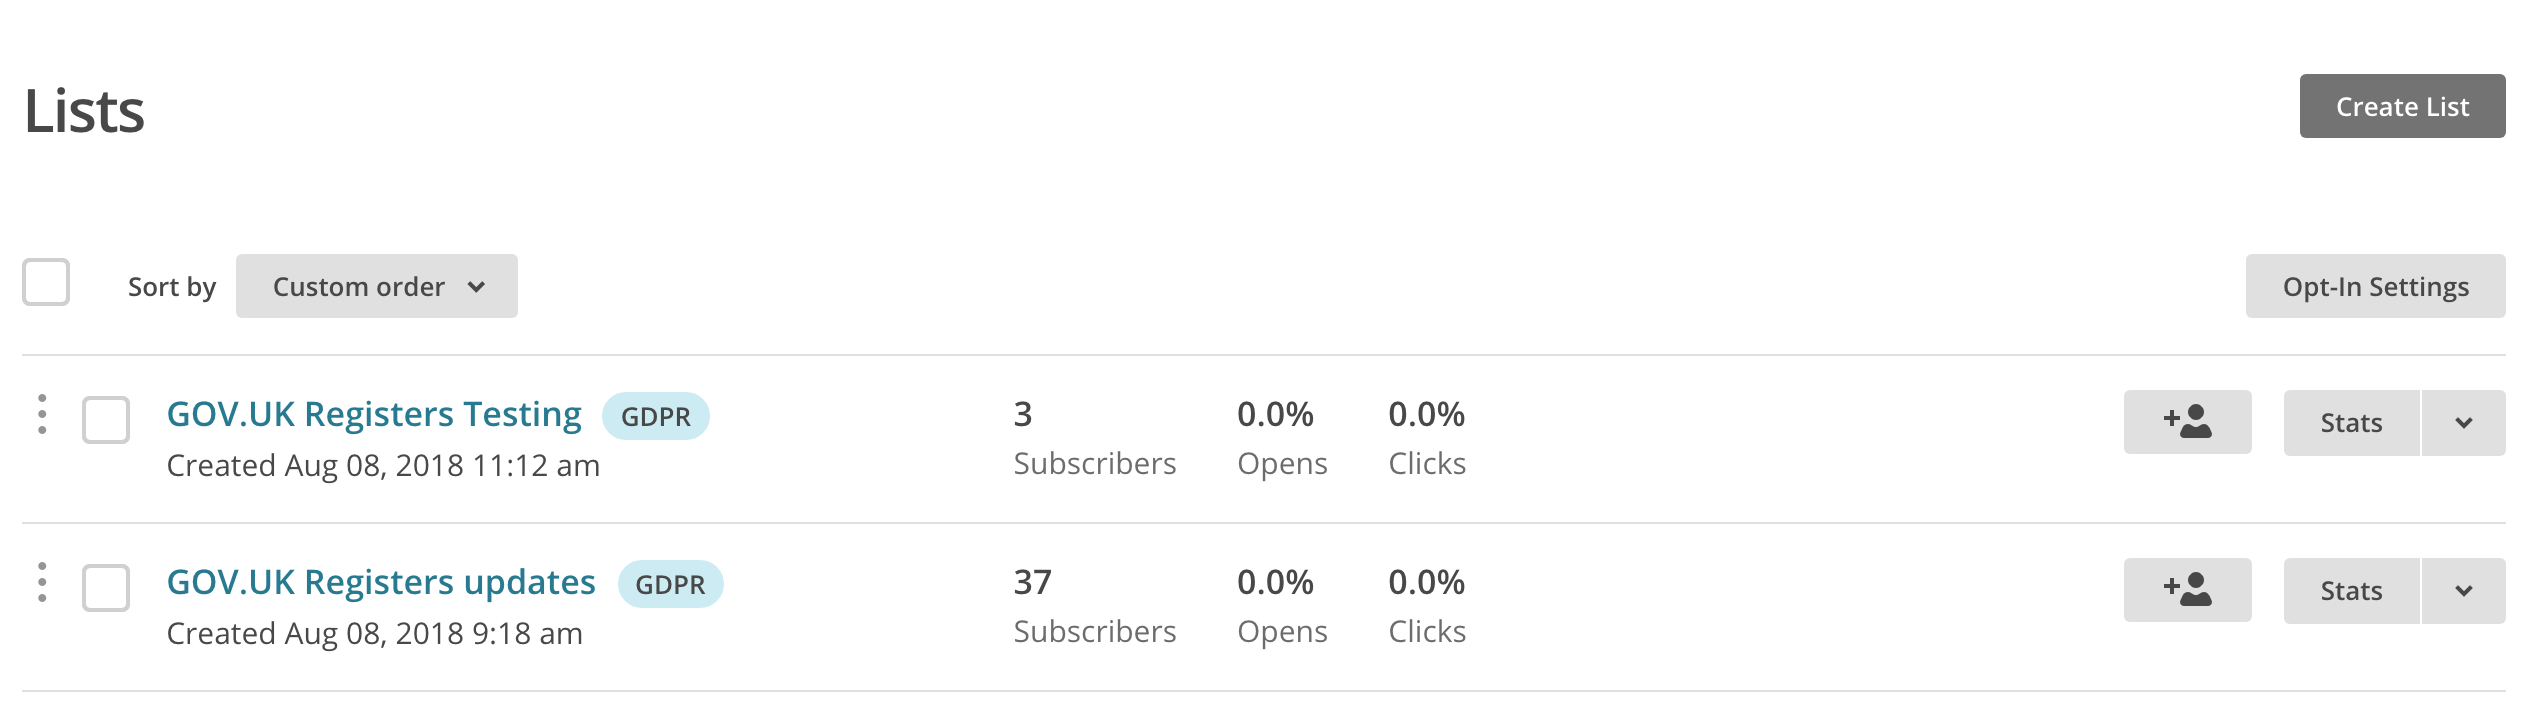 Lists
Create List
Sort by
Custom order
Opt-In Settings
GOV.UK Registers Testing GDPR
3
0.0%
0.0%
Stats
Created Aug 08, 2018 11:12 am
Subscribers
Opens
Clicks
GOV.UK Registers updates GDPR
37
0.0%
0.0%
Stats
Created Aug 08, 2018 9:18 am
Subscribers
Opens
Clicks